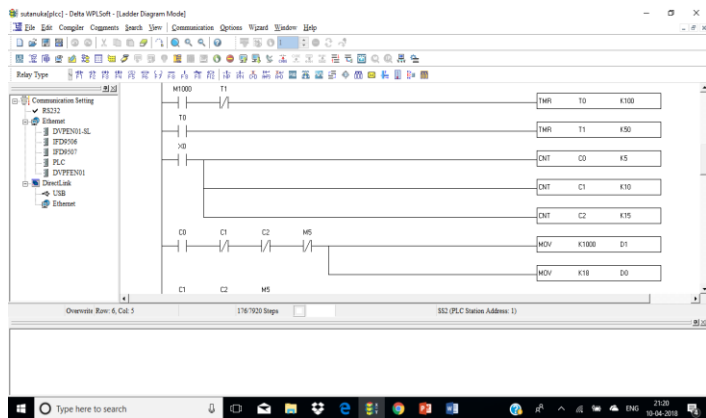 sutanuka[plcc] - Delta WPLSoft - [Ladder Diagram Mode]
File Edit Compiler Comments Search View Communication Options Wizard Window Help
Relay Type
Communication Setting
RS232
Ethernet
DVPEN01-SL
IFD9506
IFD9507
PLC
DVPFEN01
DirectLink
USB
Ethernet
M1000 T1
TMR T0 K100
T0
TMR T1 K50
X0
CNT C0 K5
CNT C1 K10
CNT C2 K15
C0 C1 C2 M5
MOV K1000 D1
MOV K18 D0
C1 C2 M5
Overwrite Row: 6, Col: 5 176/7920 Steps SS2 (PLC Station Address: 1)
Type here to search
ENG 21:20
10-04-2018